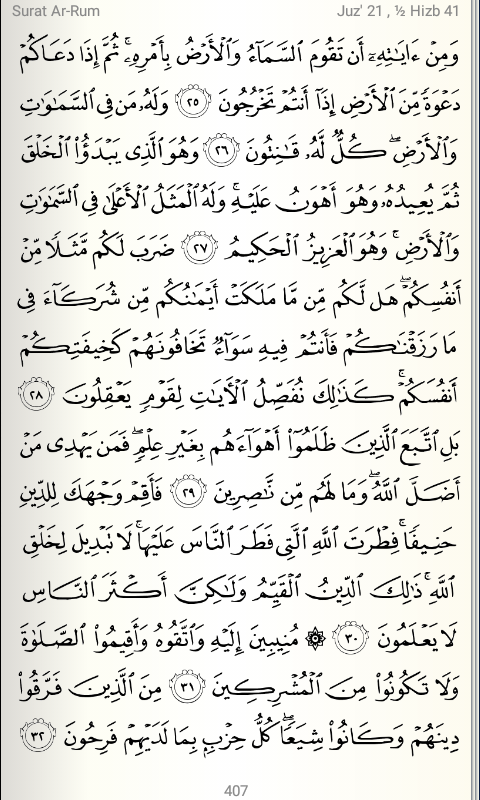 Surat Ar-Rum
Juz' 21 , ½ Hizb 41
وَمِنْ ءَايَٰتِهِۦٓ أَن تَقُومَ ٱلسَّمَآءُ وَٱلْأَرْضُ بِأَمْرِهِۦ ۚ ثُمَّ إِذَا دَعَاكُمْ
دَعْوَةً مِّنَ ٱلْأَرْضِ إِذَآ أَنتُمْ تَخْرُجُونَ ٢٥ وَلَهُۥ مَن فِى ٱلسَّمَٰوَٰتِ
وَٱلْأَرْضِ ۖ كُلٌّ لَّهُۥ قَٰنِتُونَ ٢٦ وَهُوَ ٱلَّذِى يَبْدَؤُا۟ ٱلْخَلْقَ
ثُمَّ يُعِيدُهُۥ وَهُوَ أَهْوَنُ عَلَيْهِ ۚ وَلَهُ ٱلْمَثَلُ ٱلْأَعْلَىٰ فِى ٱلسَّمَٰوَٰتِ
وَٱلْأَرْضِ ۚ وَهُوَ ٱلْعَزِيزُ ٱلْحَكِيمُ ٢٧ ضَرَبَ لَكُم مَّثَلًا مِّنْ
أَنفُسِكُمْ ۖ هَل لَّكُم مِّن مَّا مَلَكَتْ أَيْمَٰنُكُم مِّن شُرَكَآءَ فِى
مَا رَزَقْنَٰكُمْ فَأَنتُمْ فِيهِ سَوَآءٌ تَخَافُونَهُمْ كَخِيفَتِكُمْ
أَنفُسَكُمْ ۚ كَذَٰلِكَ نُفَصِّلُ ٱلْءَايَٰتِ لِقَوْمٍ يَعْقِلُونَ ٢٨
بَلِ ٱتَّبَعَ ٱلَّذِينَ ظَلَمُوٓا۟ أَهْوَآءَهُم بِغَيْرِ عِلْمٍ ۖ فَمَن يَهْدِى مَنْ
أَضَلَّ ٱللَّهُ ۖ وَمَا لَهُم مِّن نَّٰصِرِينَ ٢٩ فَأَقِمْ وَجْهَكَ لِلدِّينِ
حَنِيفًا ۚ فِطْرَتَ ٱللَّهِ ٱلَّتِى فَطَرَ ٱلنَّاسَ عَلَيْهَا ۚ لَا تَبْدِيلَ لِخَلْقِ
ٱللَّهِ ۚ ذَٰلِكَ ٱلدِّينُ ٱلْقَيِّمُ وَلَٰكِنَّ أَكْثَرَ ٱلنَّاسِ
لَا يَعْلَمُونَ ٣٠ ۞ مُنِيبِينَ إِلَيْهِ وَٱتَّقُوهُ وَأَقِيمُوا۟ ٱلصَّلَوٰةَ
وَلَا تَكُونُوا۟ مِنَ ٱلْمُشْرِكِينَ ٣١ مِنَ ٱلَّذِينَ فَرَّقُوا۟
دِينَهُمْ وَكَانُوا۟ شِيَعًا ۖ كُلُّ حِزْبٍۭ بِمَا لَدَيْهِمْ فَرِحُونَ ٣٢
407